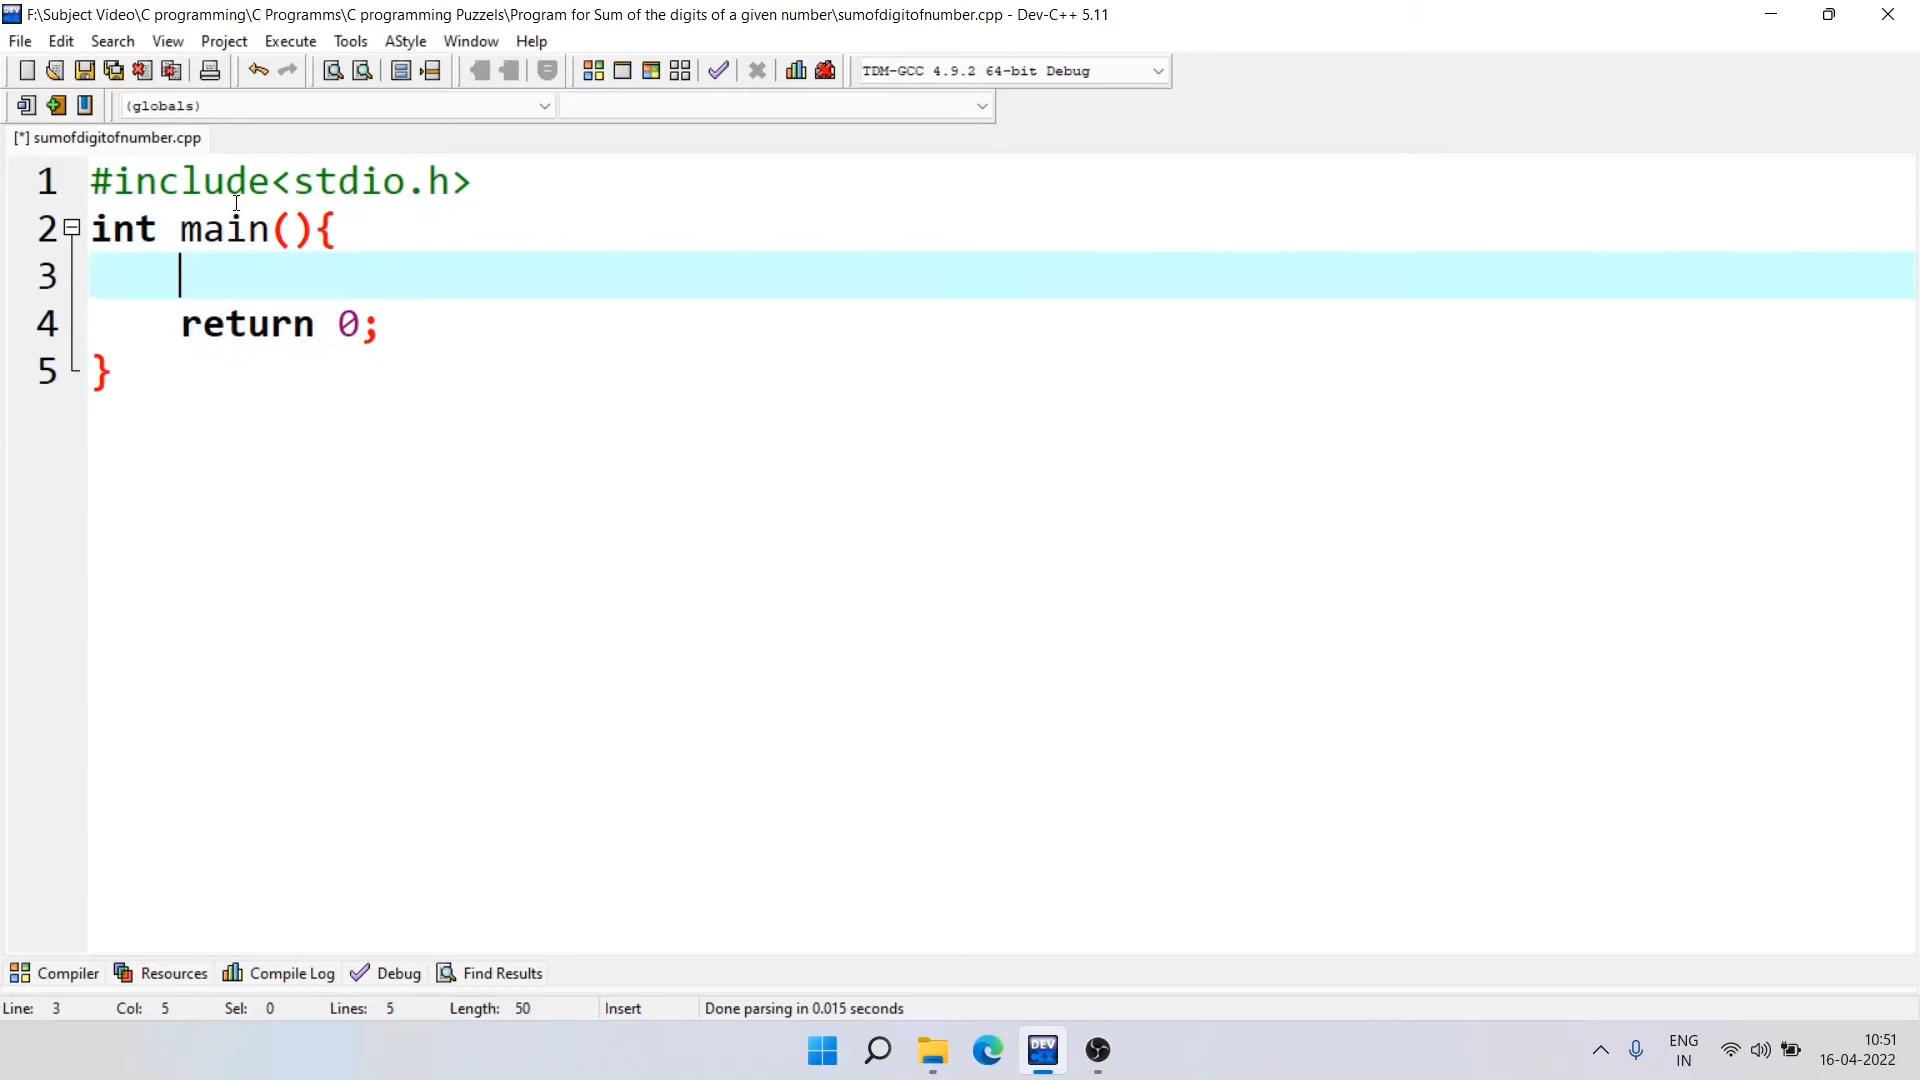 F:\Subject Video\C programming\C Programms\C programming Puzzels\Program for Sum of the digits of a given number\sumofdigitofnumber.cpp - Dev-C++ 5.11
File Edit Search View Project Execute Tools AStyle Window Help
TDM-GCC 4.9.2 64-bit Debug
(globals)
[*] sumofdigitofnumber.cpp
1 #include<stdio.h>
2 int main(){
3
4 return 0;
5 }
Compiler Resources Compile Log Debug Find Results
Line: 3 Col: 5 Sel: 0 Lines: 5 Length: 50 Insert Done parsing in 0.015 seconds
DEV
ENG
IN
10:51
16-04-2022